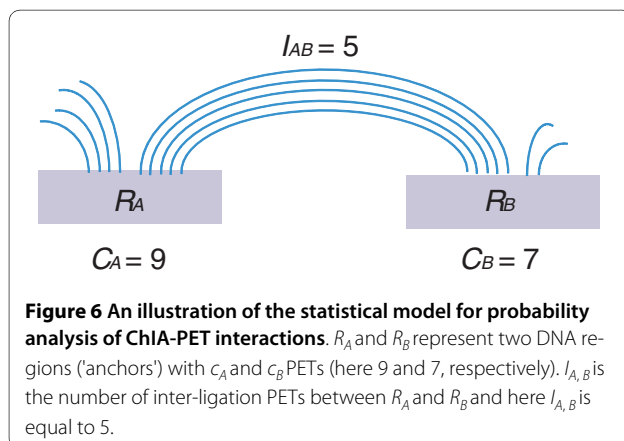 IAB = 5
RA
RB
CA = 9
CB = 7
Figure 6 An illustration of the statistical model for probability
analysis of ChIA-PET interactions. RA and RB represent two DNA re-
gions ('anchors') with cA and cB PETs (here 9 and 7, respectively). IA, B is
the number of inter-ligation PETs between RA and RB and here IA, B is
equal to 5.